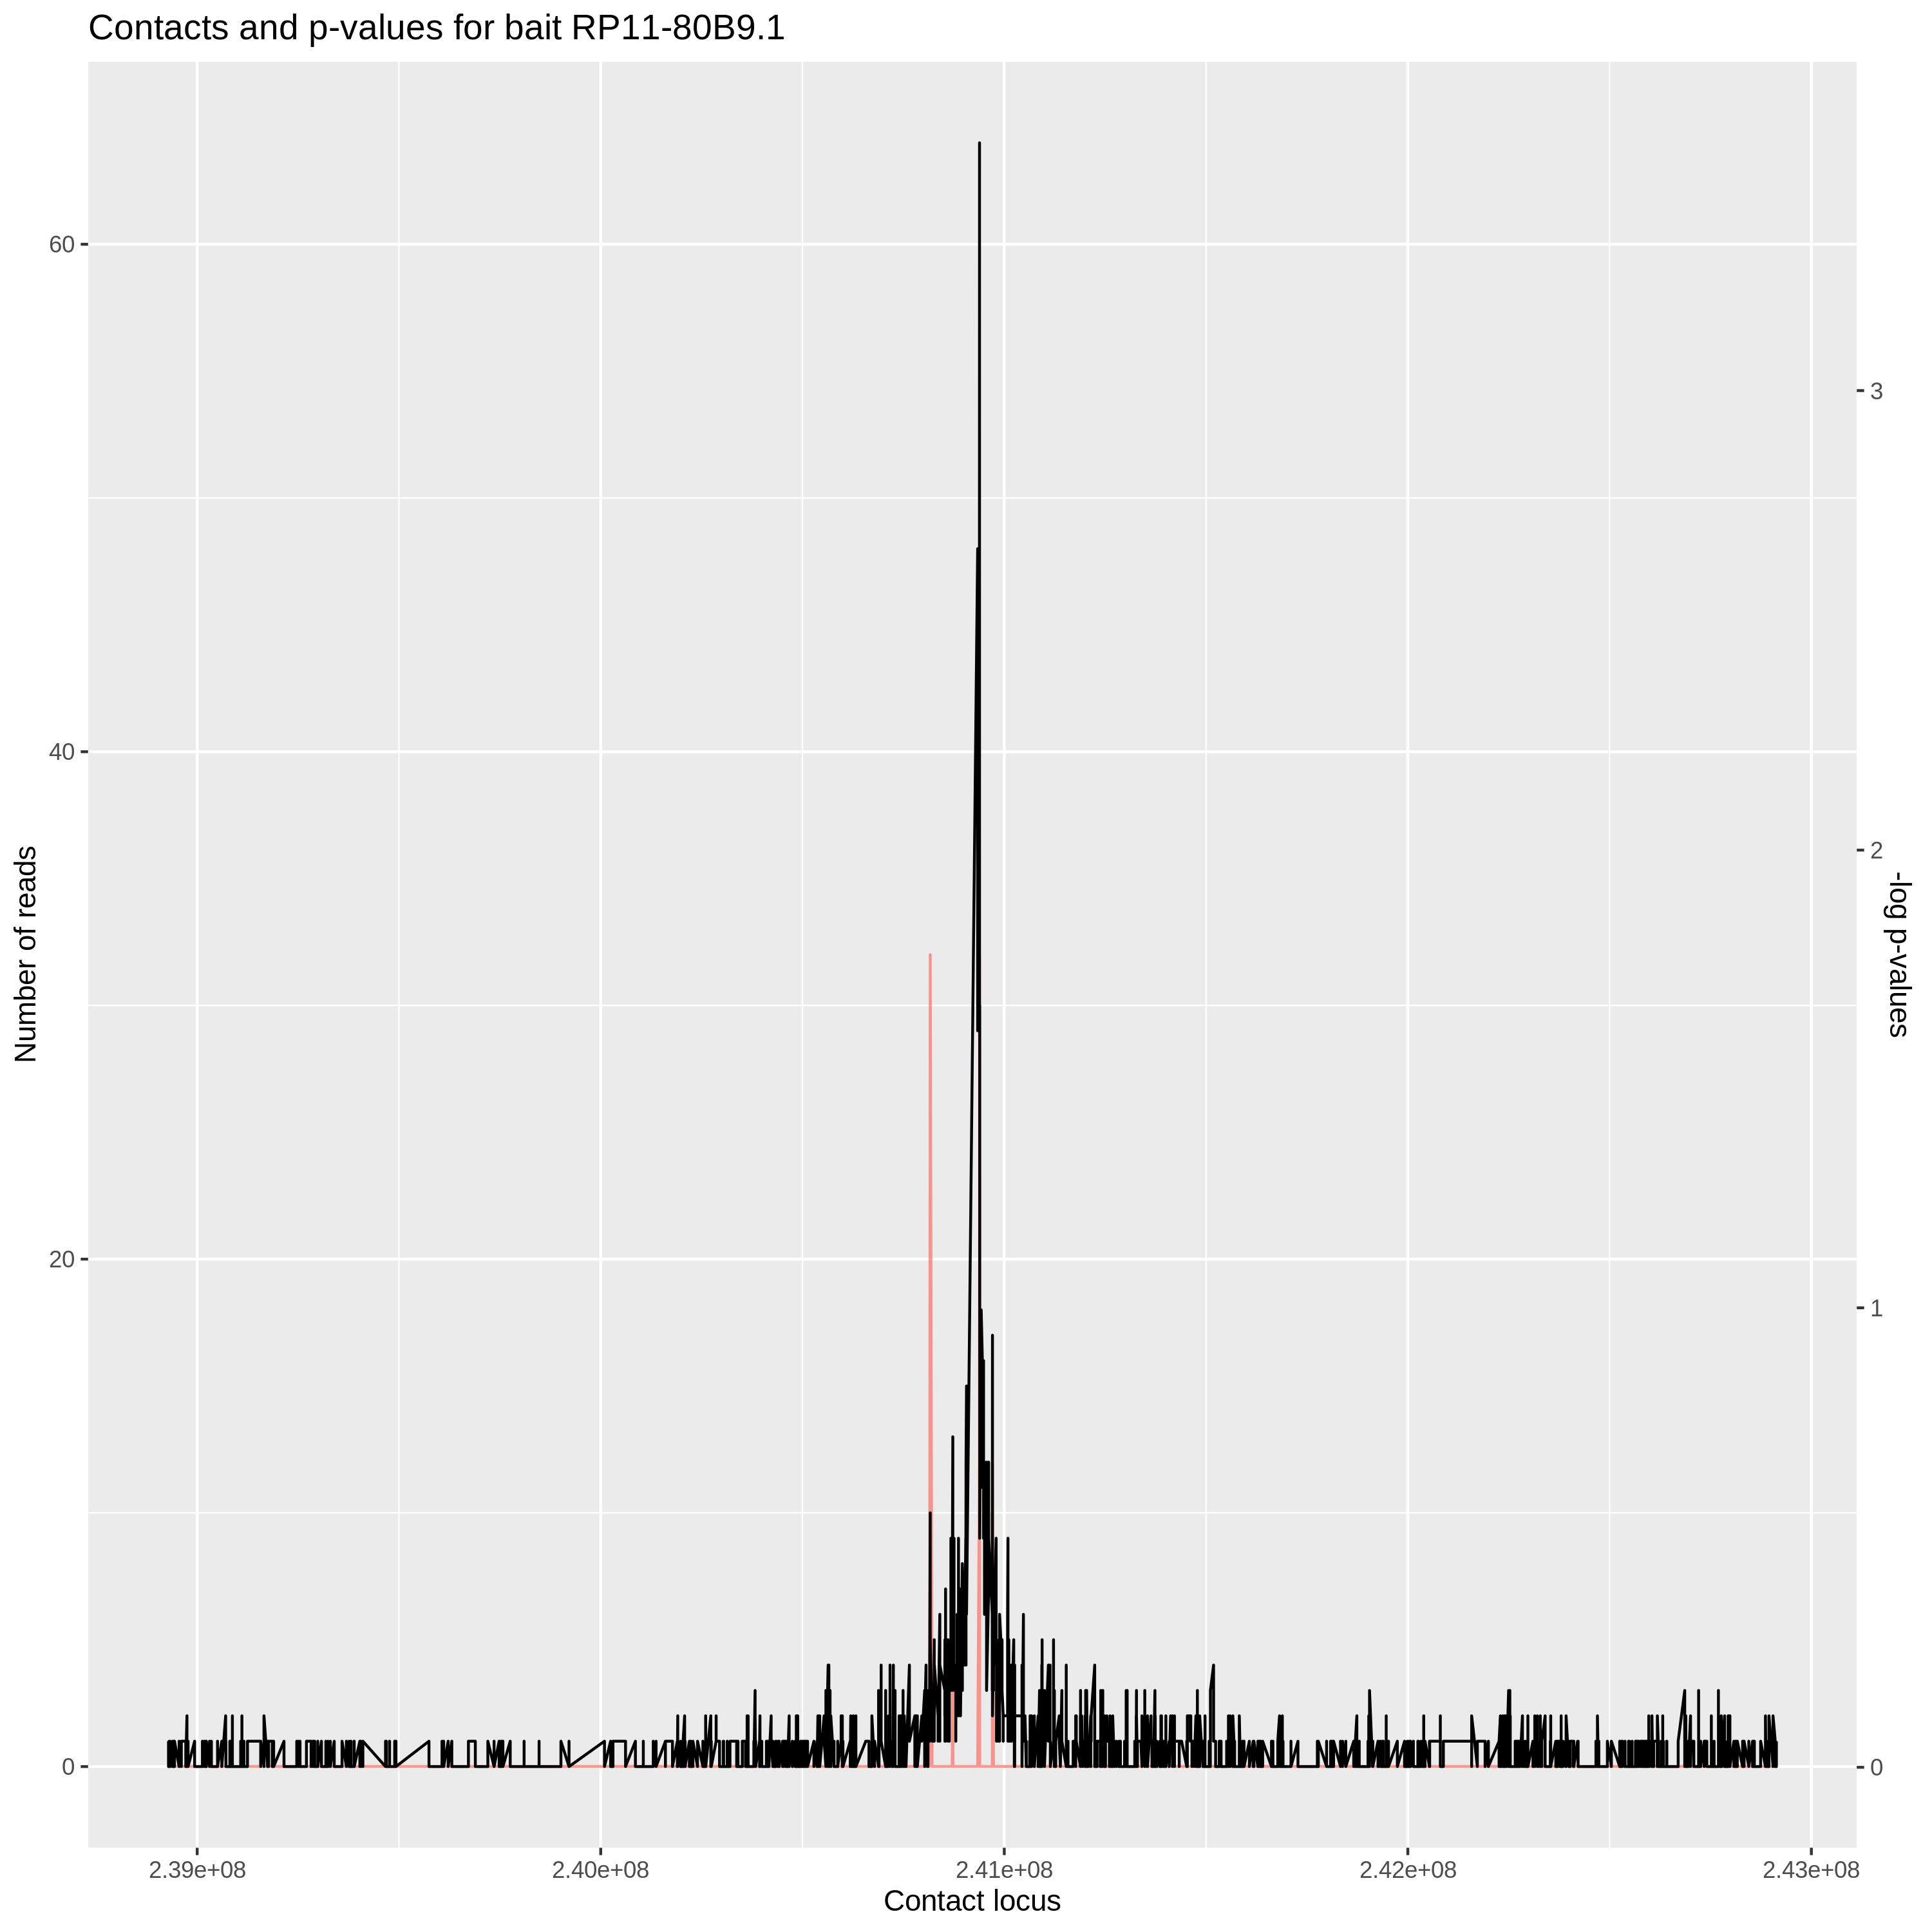 Contacts and p-values for bait RP11-80B9.1
60
40
20
0
Number of reads
3
2
1
0
-log p-values
2.39e+08 2.40e+08 2.41e+08 2.42e+08 2.43e+08
Contact locus